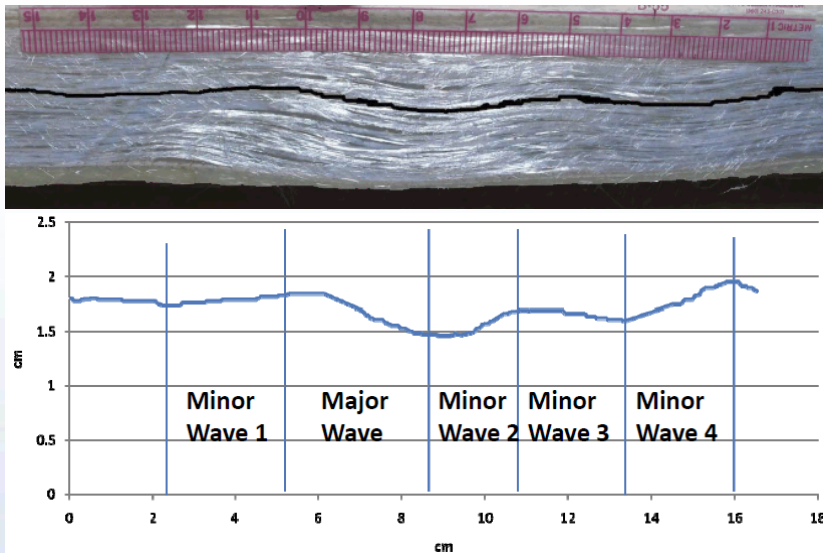 15 14 13 12 11 10 9 8 7 6 5 4 3 2 1
METRIC
2.5
2
1.5
1
0.5
0
cm
Minor Wave 1
Major Wave
Minor Wave 2
Minor Wave 3
Minor Wave 4
0 2 4 6 8 10 12 14 16 18
cm